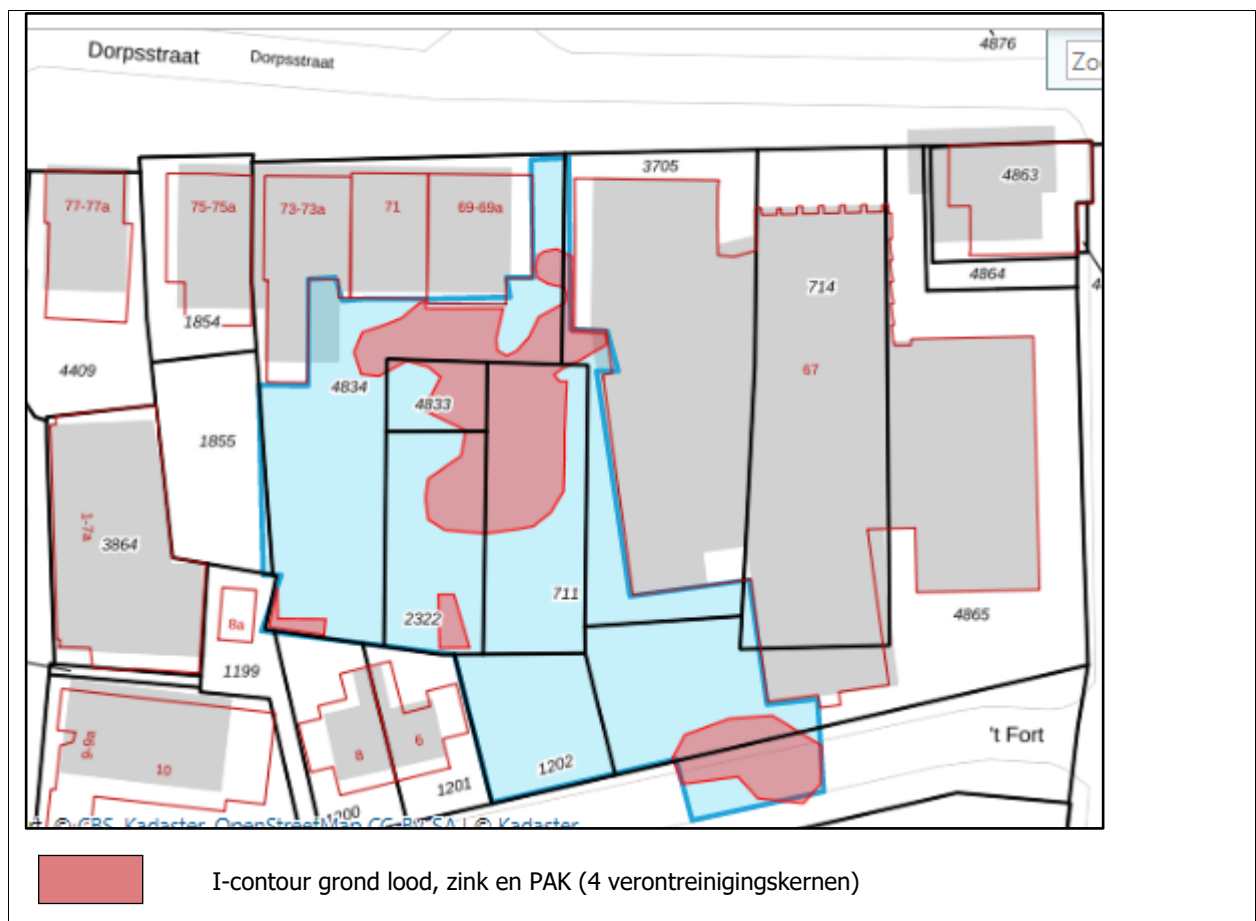 Dorpsstraat Dorpsstraat
4876
Zo
3705
4863
77-77a 75-75a 73-73a 71 69-69a
4864
714
1854
4409
67
4834
4833
1855
1-7a
3864
711
2322
4865
8a
1199
't Fort
8 6
10
1202
1201
© CBS, Kadaster, OpenStreetMap CC-BY-SA | © Kadaster
I-contour grond lood, zink en PAK (4 verontreinigingskernen)